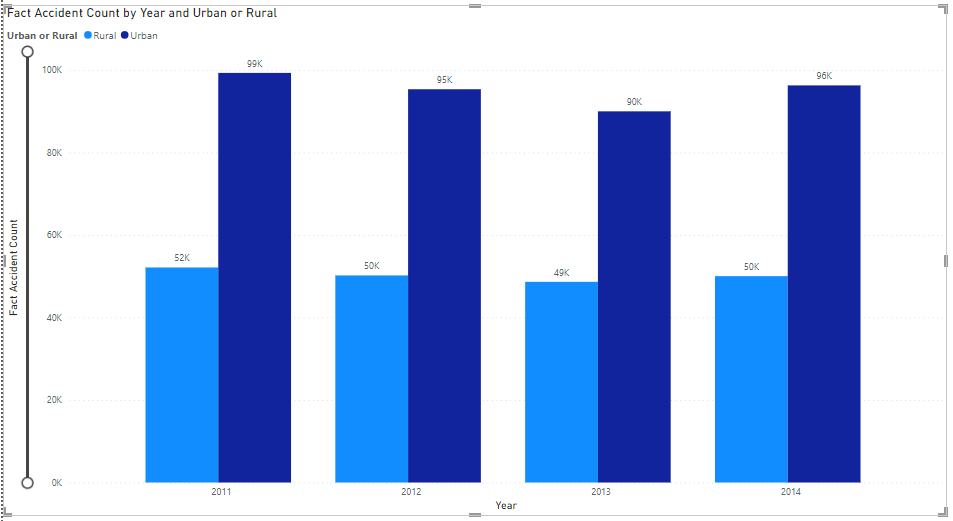 Fact Accident Count by Year and Urban or Rural
Urban or Rural Rural Urban
100K
80K
60K
40K
20K
0K
Fact Accident Count
52K
99K
50K
95K
49K
90K
50K
96K
2011
2012
2013
2014
Year